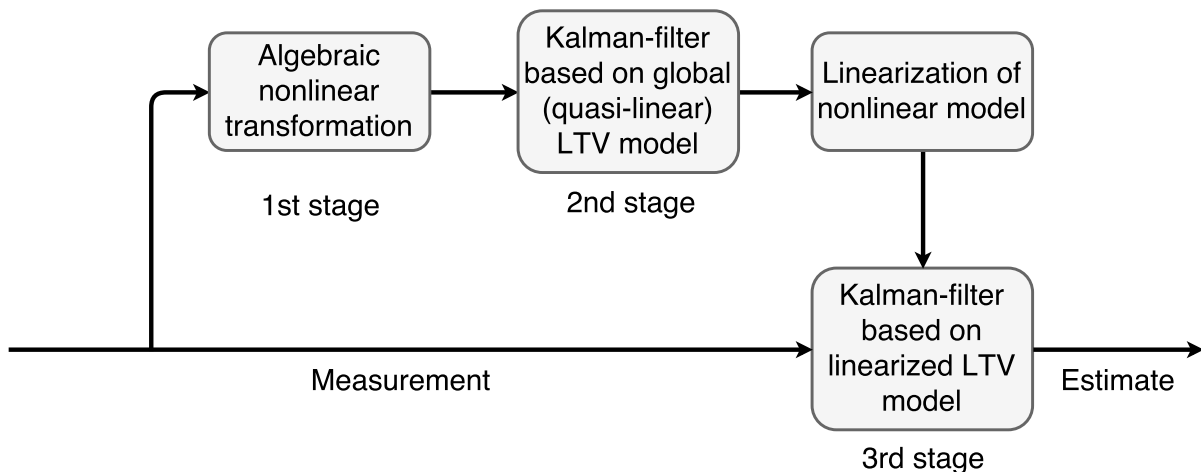 Algebraic
nonlinear
transformation
1st stage
Kalman-filter
based on global
(quasi-linear)
LTV model
2nd stage
Linearization of
nonlinear model
Measurement
Kalman-filter
based on
linearized LTV
model
3rd stage
Estimate